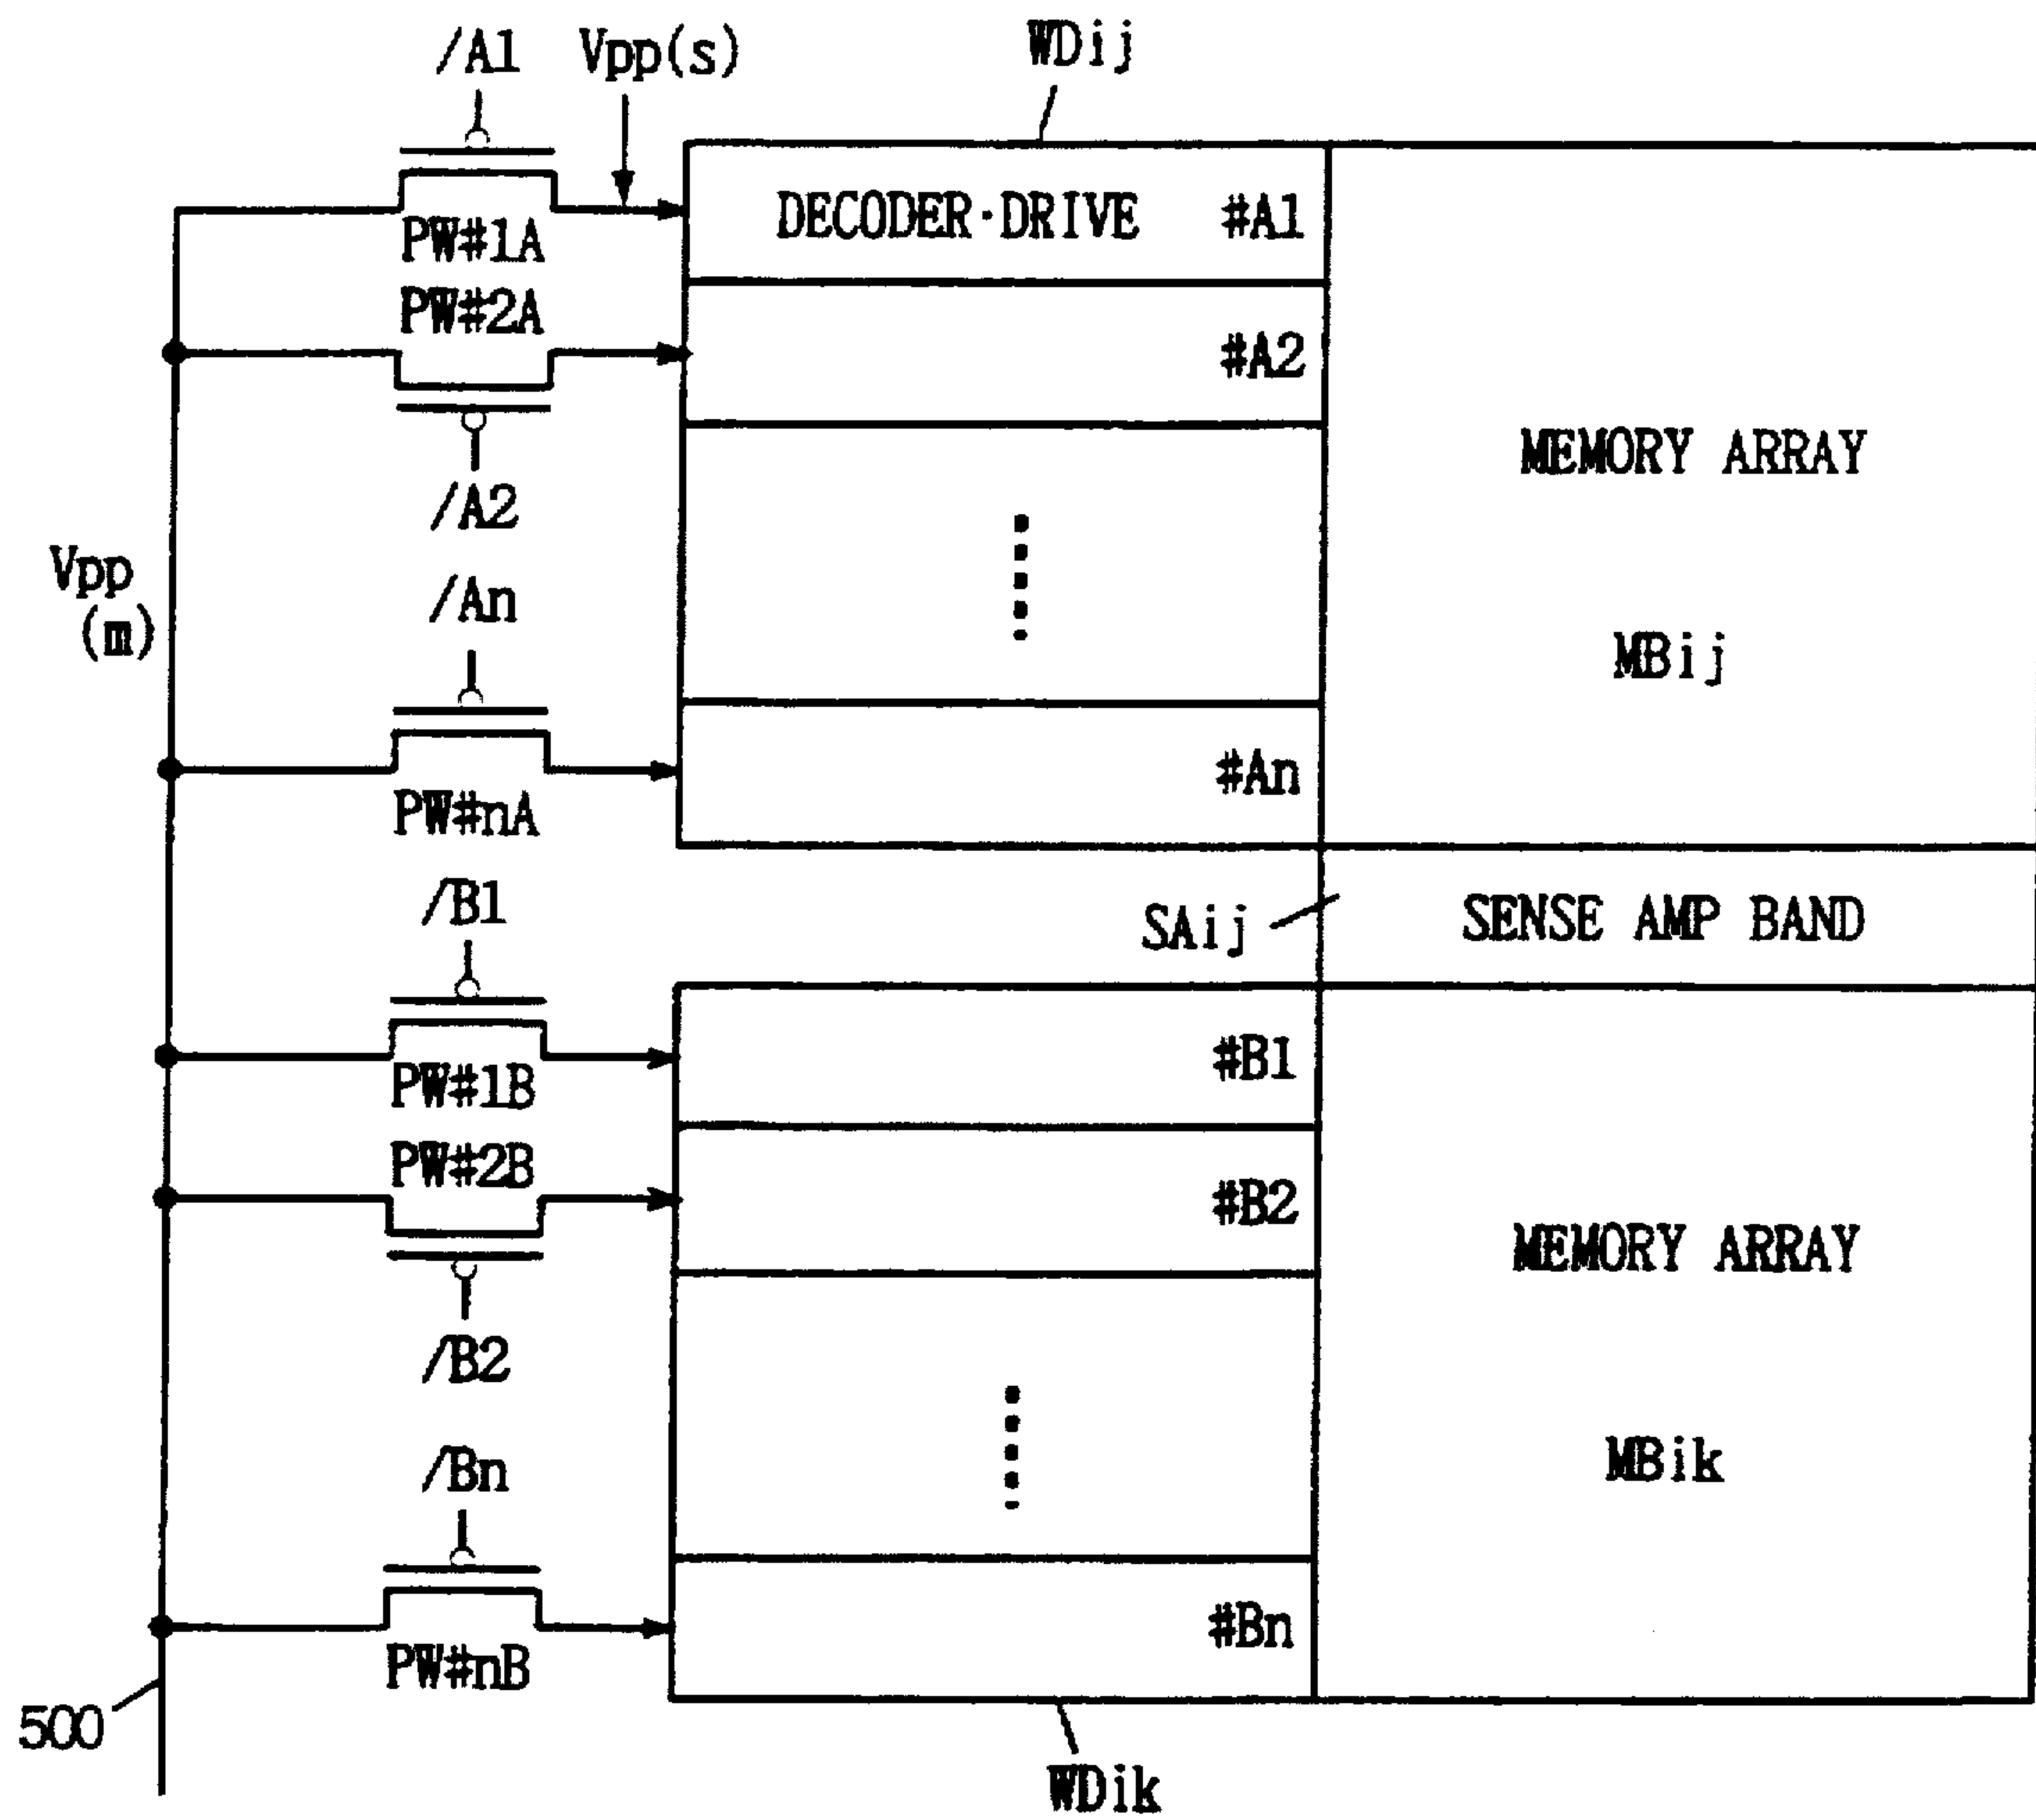 /A1 Vpp(s) WDij
DECODER·DRIVE #A1
PW#1A
PW#2A
#A2
MEMORY ARRAY
/A2
Vpp
(m)
/An
MBij
#An
PW#nA
/B1
SAij SENSE AMP BAND
#B1
PW#1B
PW#2B
#B2
MEMORY ARRAY
/B2
/Bn
MBik
#Bn
PW#nB
500
WDik